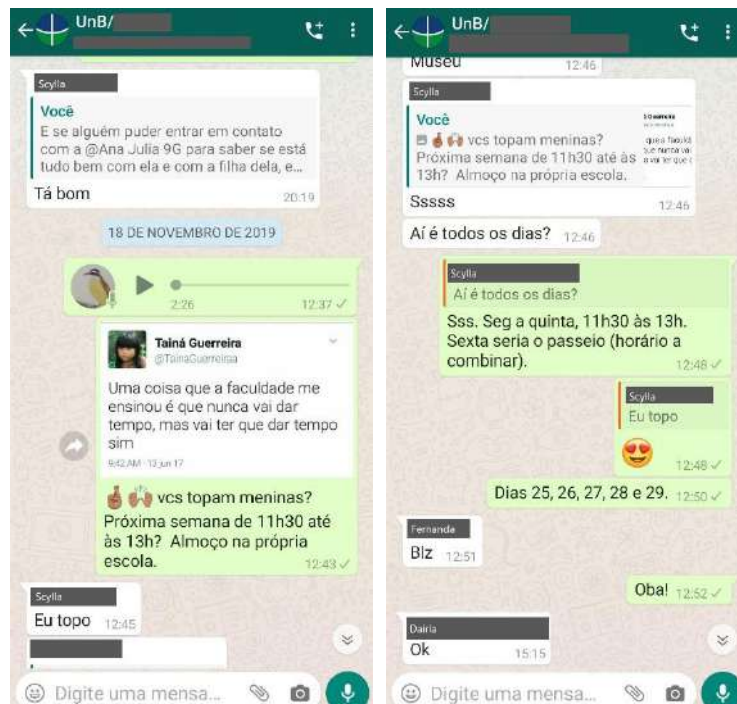 UnB/
Scylla
Você
E se alguém puder entrar em contato
com a @Ana Julia 9G para saber se está
tudo bem com ela e com a filha dela, e...
Tá bom
20:19
18 DE NOVEMBRO DE 2019
2:26
12:37
Tainá Guerreira
@TainaGuerreiraa
Uma coisa que a faculdade me
ensinou é que nunca vai dar
tempo, mas vai ter que dar tempo
sim
9:42 AM · 13 jun 17
vcs topam meninas?
Próxima semana de 11h30 até
às 13h? Almoço na própria
escola.
12:43
Scylla
Eu topo
12:45
Digite uma mensa...
UnB/
Museu
12:46
Scylla
Você
vcs topam meninas?
Próxima semana de 11h30 até às
13h? Almoço na própria escola.
Sssss
12:46
Aí é todos os dias?
12:46
Scylla
Aí é todos os dias?
Sss. Seg a quinta, 11h30 às 13h.
Sexta seria o passeio (horário a
combinar).
12:48
Scylla
Eu topo
12:48
Dias 25, 26, 27, 28 e 29.
12:50
Fernanda
Blz
12:51
Oba!
12:52
Dairla
Ok
15:15
Digite uma mensa...